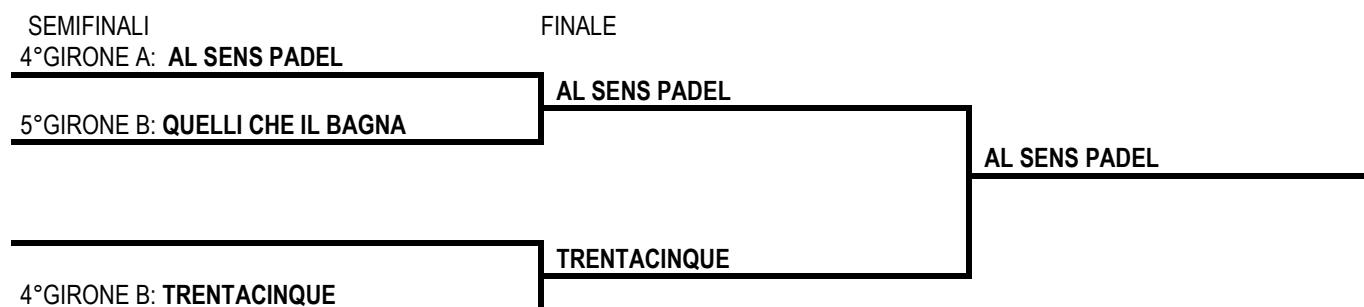 SEMIFINALI FINALE
4°GIRONE A: AL SENS PADEL
AL SENS PADEL
5°GIRONE B: QUELLI CHE IL BAGNA
AL SENS PADEL
TRENTACINQUE
4°GIRONE B: TRENTACINQUE